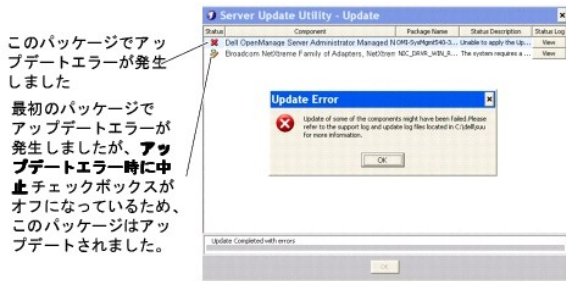 このパッケージでアッ
プデートエラーが発生
しました
最初のパッケージで
アップデートエラーが
発生しましたが、アッ
プデートエラー時に中
止チェックボックスが
オフになっているため、
このパッケージはアッ
プデートされました。
Server Update Utility - Update
Status Component Package Name Status Description Status Log
Dell OpenManage Server Administrator Managed N OMI-SysMgmt540-3... Unable to apply the Up... View
Broadcom NetXtreme Family of Adapters, NetXtrem NIC_DRVR_WIN_R... The system requires a ... View
Update Error
Update of some of the components might have been failed.Please
refer to the support log and update log files located in C:\dell\suu
for more information.
OK
Update Completed with errors
OK